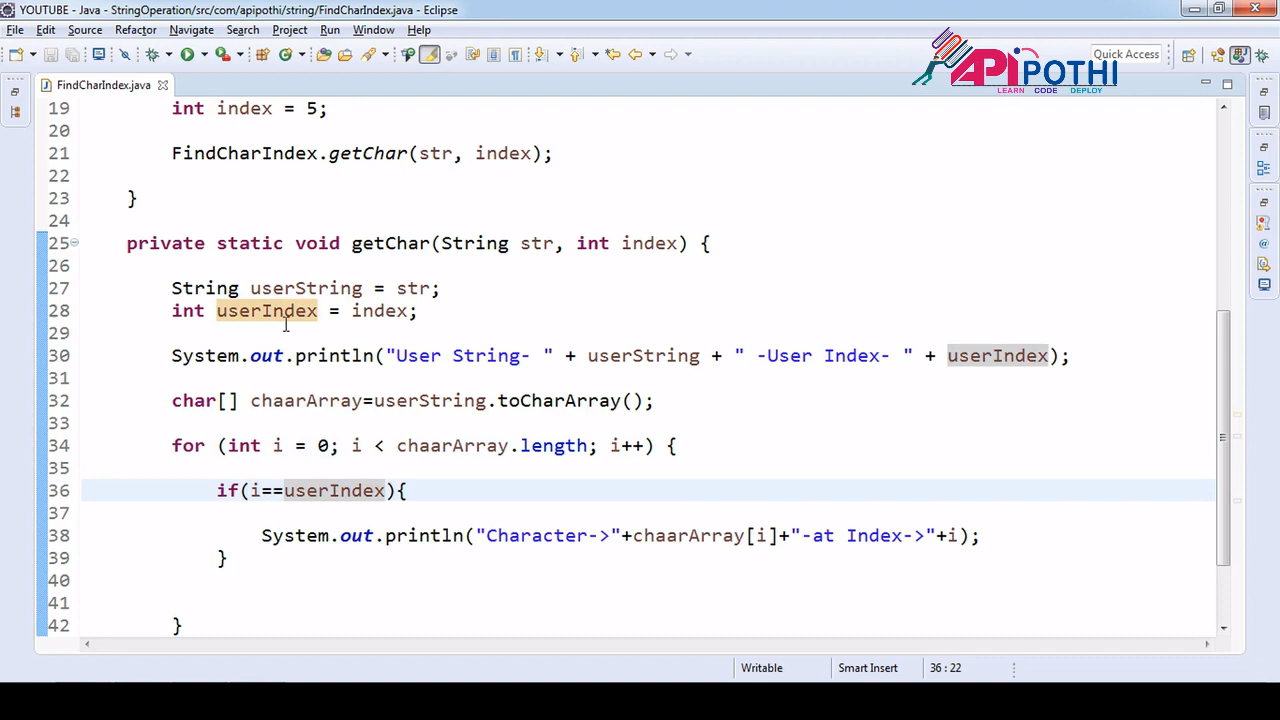 YOUTUBE - Java - StringOperation/src/com/apipothi/string/FindCharIndex.java - Eclipse
File Edit Source Refactor Navigate Search Project Run Window Help
Quick Access
APIPOTHI
LEARN CODE DEPLOY
FindCharIndex.java
19 int index = 5;
20
21 FindCharIndex.getChar(str, index);
22
23 }
24
25 private static void getChar(String str, int index) {
26
27 String userString = str;
28 int userIndex = index;
29
30 System.out.println("User String- " + userString + " -User Index- " + userIndex);
31
32 char[] chaarArray=userString.toCharArray();
33
34 for (int i = 0; i < chaarArray.length; i++) {
35
36 if(i==userIndex){
37
38 System.out.println("Character->"+chaarArray[i]+"-at Index->"+i);
39 }
40
41
42 }
Writable Smart Insert 36 : 22